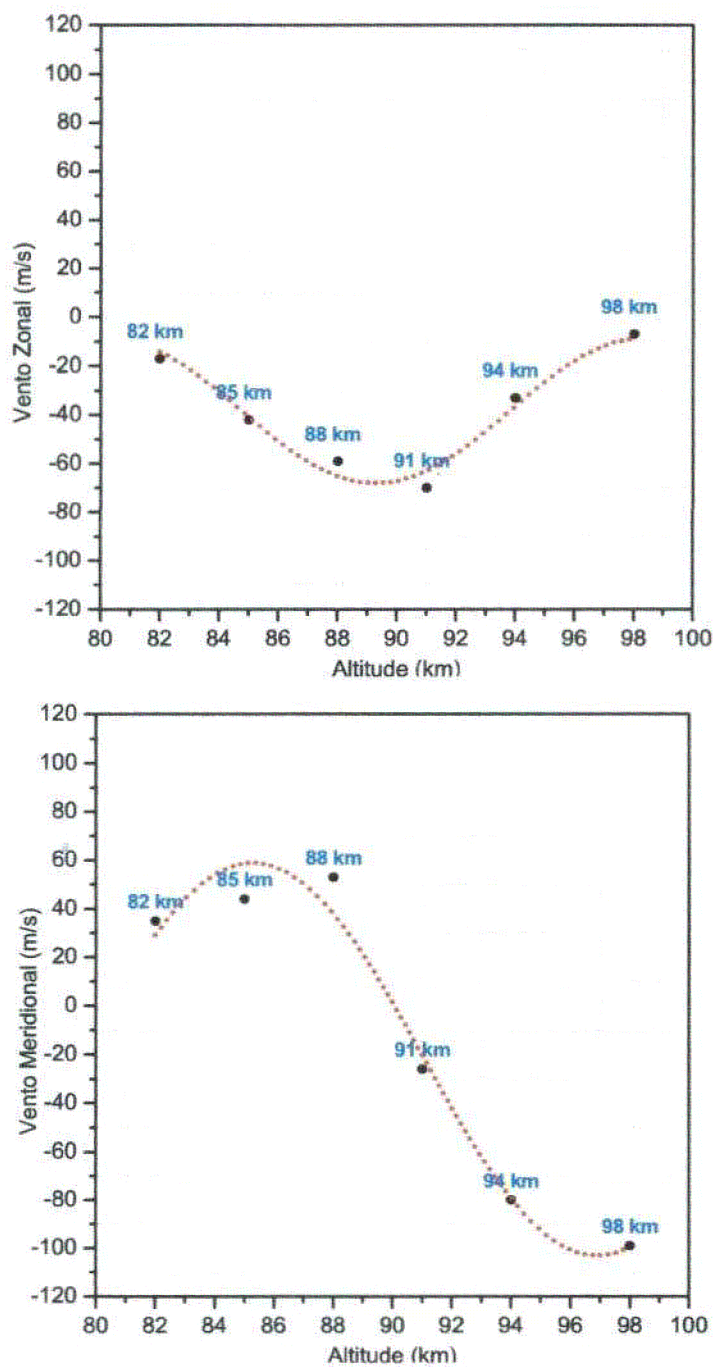 120
100
80
60
40
20
0
-20
-40
-60
-80
-100
-120
Vento Zonal (m/s)
82 km
85 km
88 km
91 km
94 km
98 km
80 82 84 86 88 90 92 94 96 98 100
Altitude (km)
120
100
80
60
40
20
0
-20
-40
-60
-80
-100
-120
Vento Meridional (m/s)
82 km
85 km
88 km
91 km
94 km
98 km
80 82 84 86 88 90 92 94 96 98 100
Altitude (km)